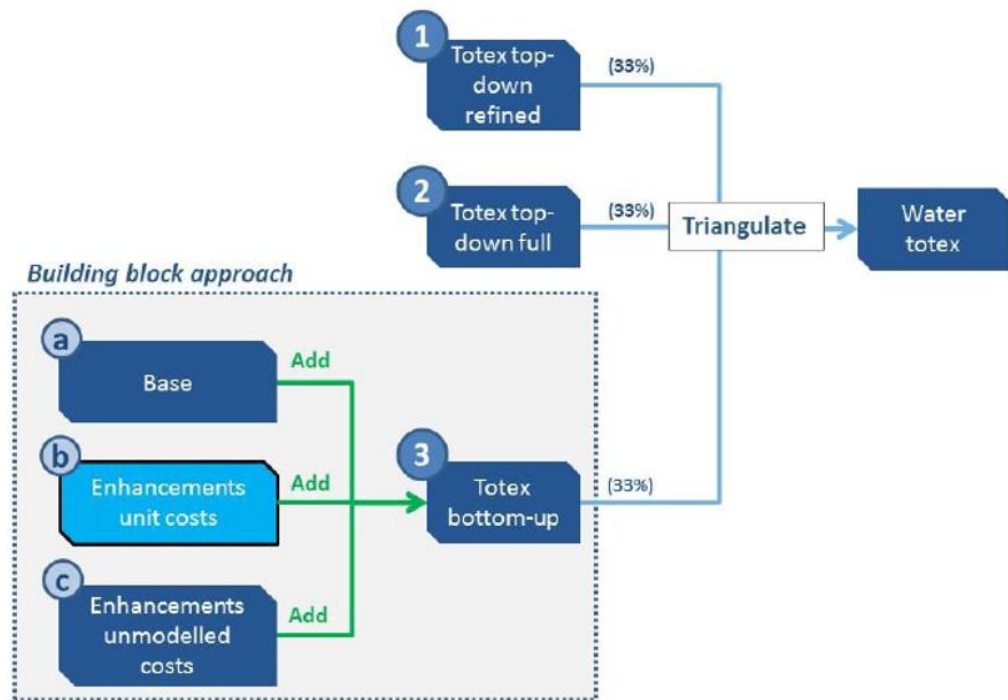 1
Totex top-
down
refined
(33%)
2
Totex top-
down full
(33%)
Triangulate
Water
totex
Building block approach
a
Base
Add
b
Enhancements
unit costs
Add
3
Totex
bottom-up
(33%)
c
Enhancements
unmodelled
costs
Add